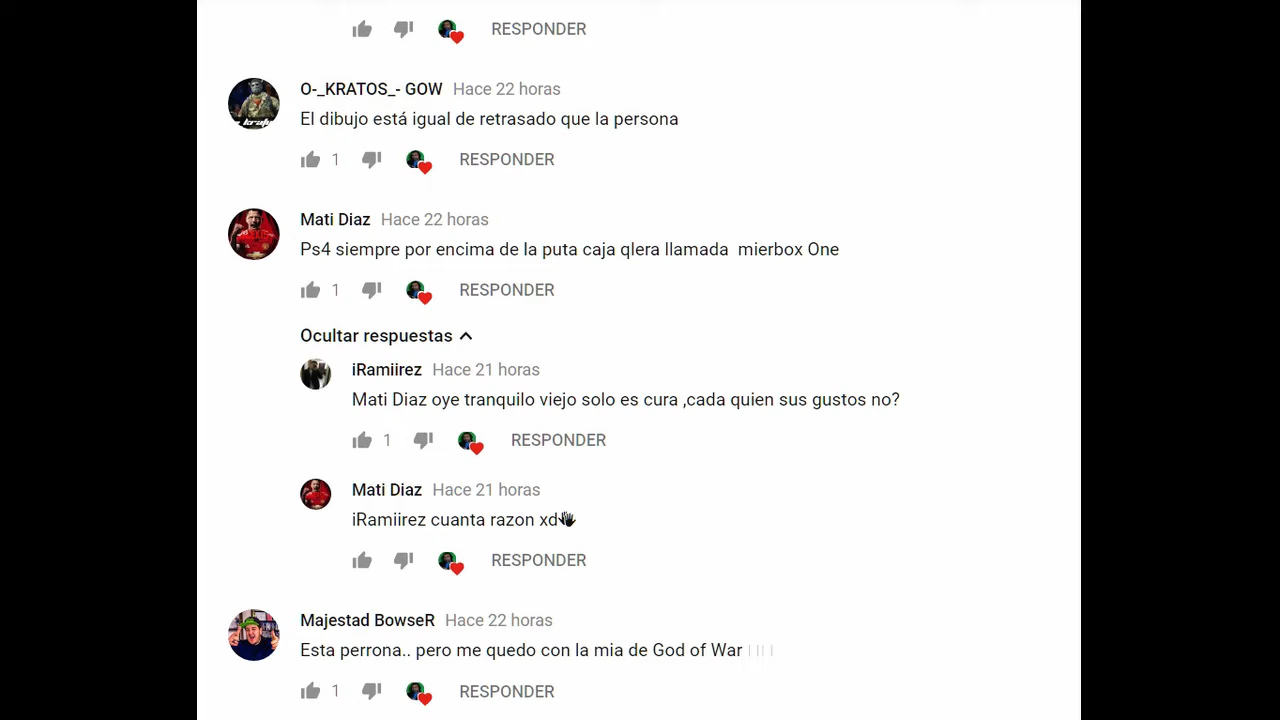 RESPONDER
O-_KRATOS_- GOW Hace 22 horas
El dibujo está igual de retrasado que la persona
1 RESPONDER
Mati Diaz Hace 22 horas
Ps4 siempre por encima de la puta caja qlera llamada mierbox One
1 RESPONDER
Ocultar respuestas
iRamiirez Hace 21 horas
Mati Diaz oye tranquilo viejo solo es cura ,cada quien sus gustos no?
1 RESPONDER
Mati Diaz Hace 21 horas
iRamiirez cuanta razon xd
RESPONDER
Majestad BowseR Hace 22 horas
Esta perrona.. pero me quedo con la mia de God of War
1 RESPONDER